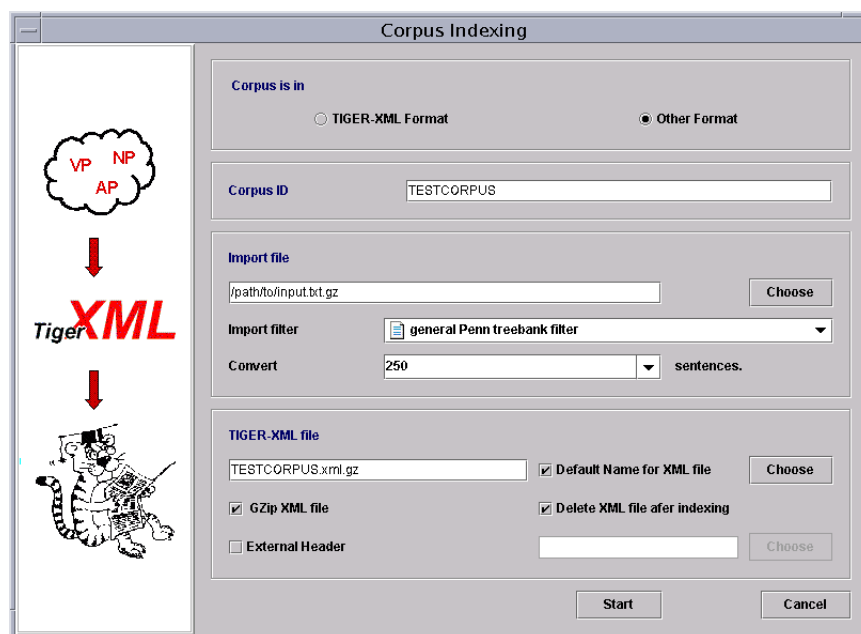 Corpus Indexing
VP NP
AP
Tiger XML
Corpus is in
TIGER-XML Format Other Format
Corpus ID TESTCORPUS
Import file
/path/to/input.txt.gz Choose
Import filter general Penn treebank filter
Convert 250 sentences.
TIGER-XML file
TESTCORPUS.xml.gz Default Name for XML file Choose
GZip XML file Delete XML file afer indexing
External Header Choose
Start Cancel